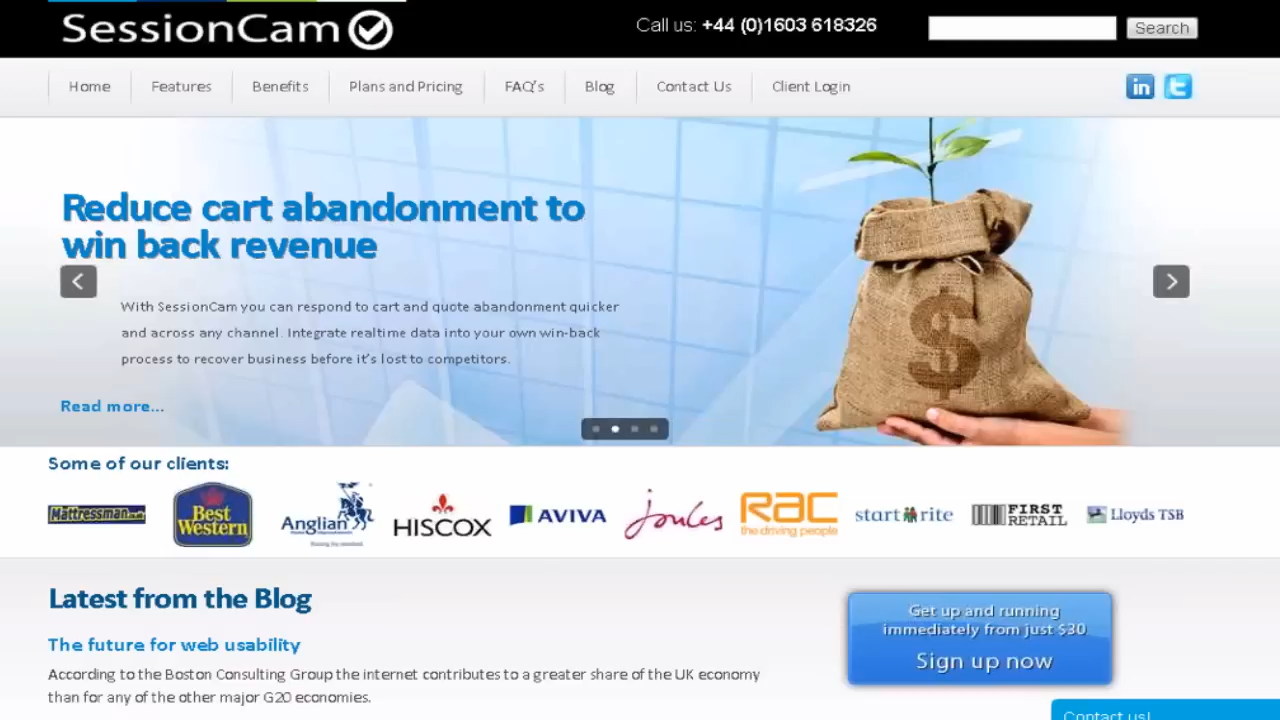 SessionCam
Call us: +44 (0)1603 618326
Search
Home
Features
Benefits
Plans and Pricing
FAQ's
Blog
Contact Us
Client Login
in
t
Reduce cart abandonment to
win back revenue
With SessionCam you can respond to cart and quote abandonment quicker
and across any channel. Integrate realtime data into your own win-back
process to recover business before it's lost to competitors.
Read more...
$
Some of our clients:
Mattressman.co.uk
Best
Western
Anglian
HISCOX
AVIVA
Joules
RAC
the driving people
start rite
FIRST
RETAIL
Lloyds TSB
Latest from the Blog
The future for web usability
According to the Boston Consulting Group the internet contributes to a greater share of the UK economy
than for any of the other major G20 economies.
Get up and running
immediately from just $30
Sign up now
Contact us!